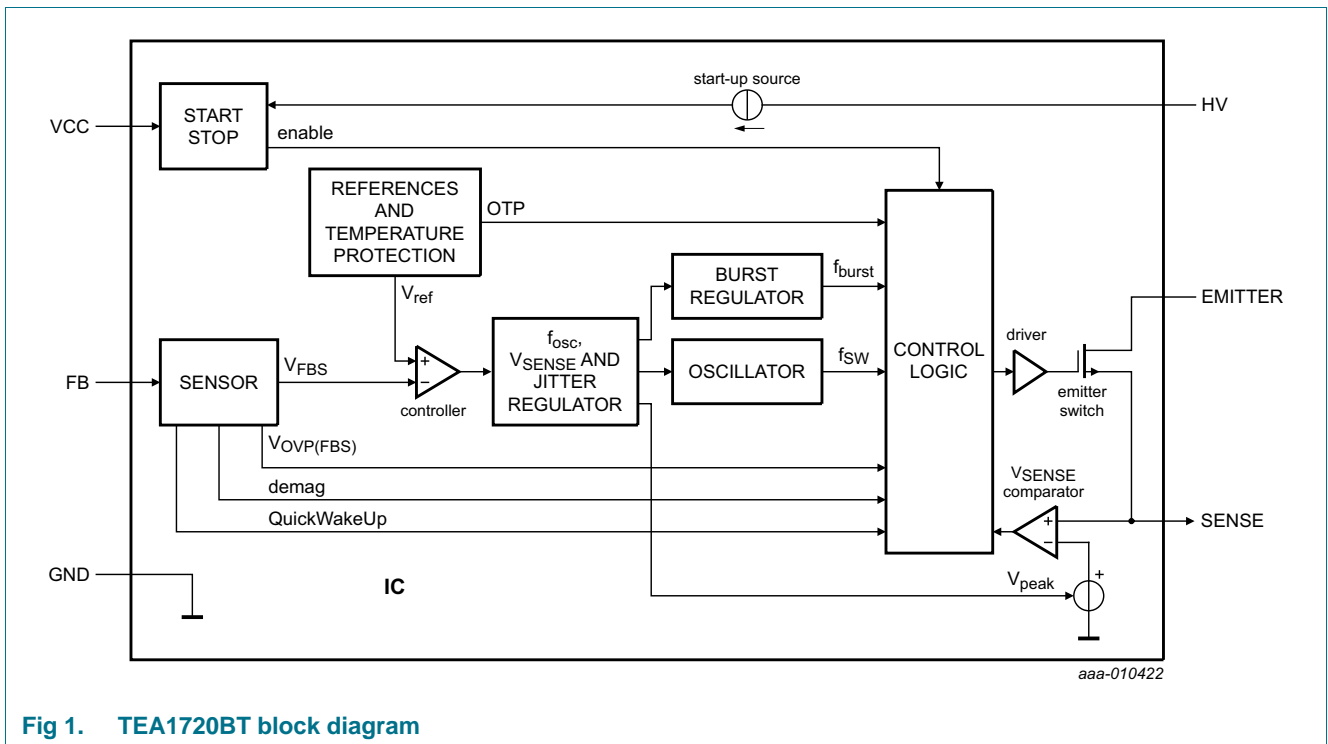 start-up source
HV
START
STOP
VCC
enable
REFERENCES
AND
TEMPERATURE
PROTECTION
OTP
Vref
BURST
REGULATOR
fburst
EMITTER
FB
SENSOR
VFBS
+
−
controller
fosc,
VSENSE AND
JITTER
REGULATOR
OSCILLATOR
fSW
CONTROL
LOGIC
driver
emitter
switch
VOVP(FBS)
demag
QuickWakeUp
VSENSE
comparator
+
−
SENSE
GND
IC
Vpeak
+
aaa-010422
Fig 1. TEA1720BT block diagram